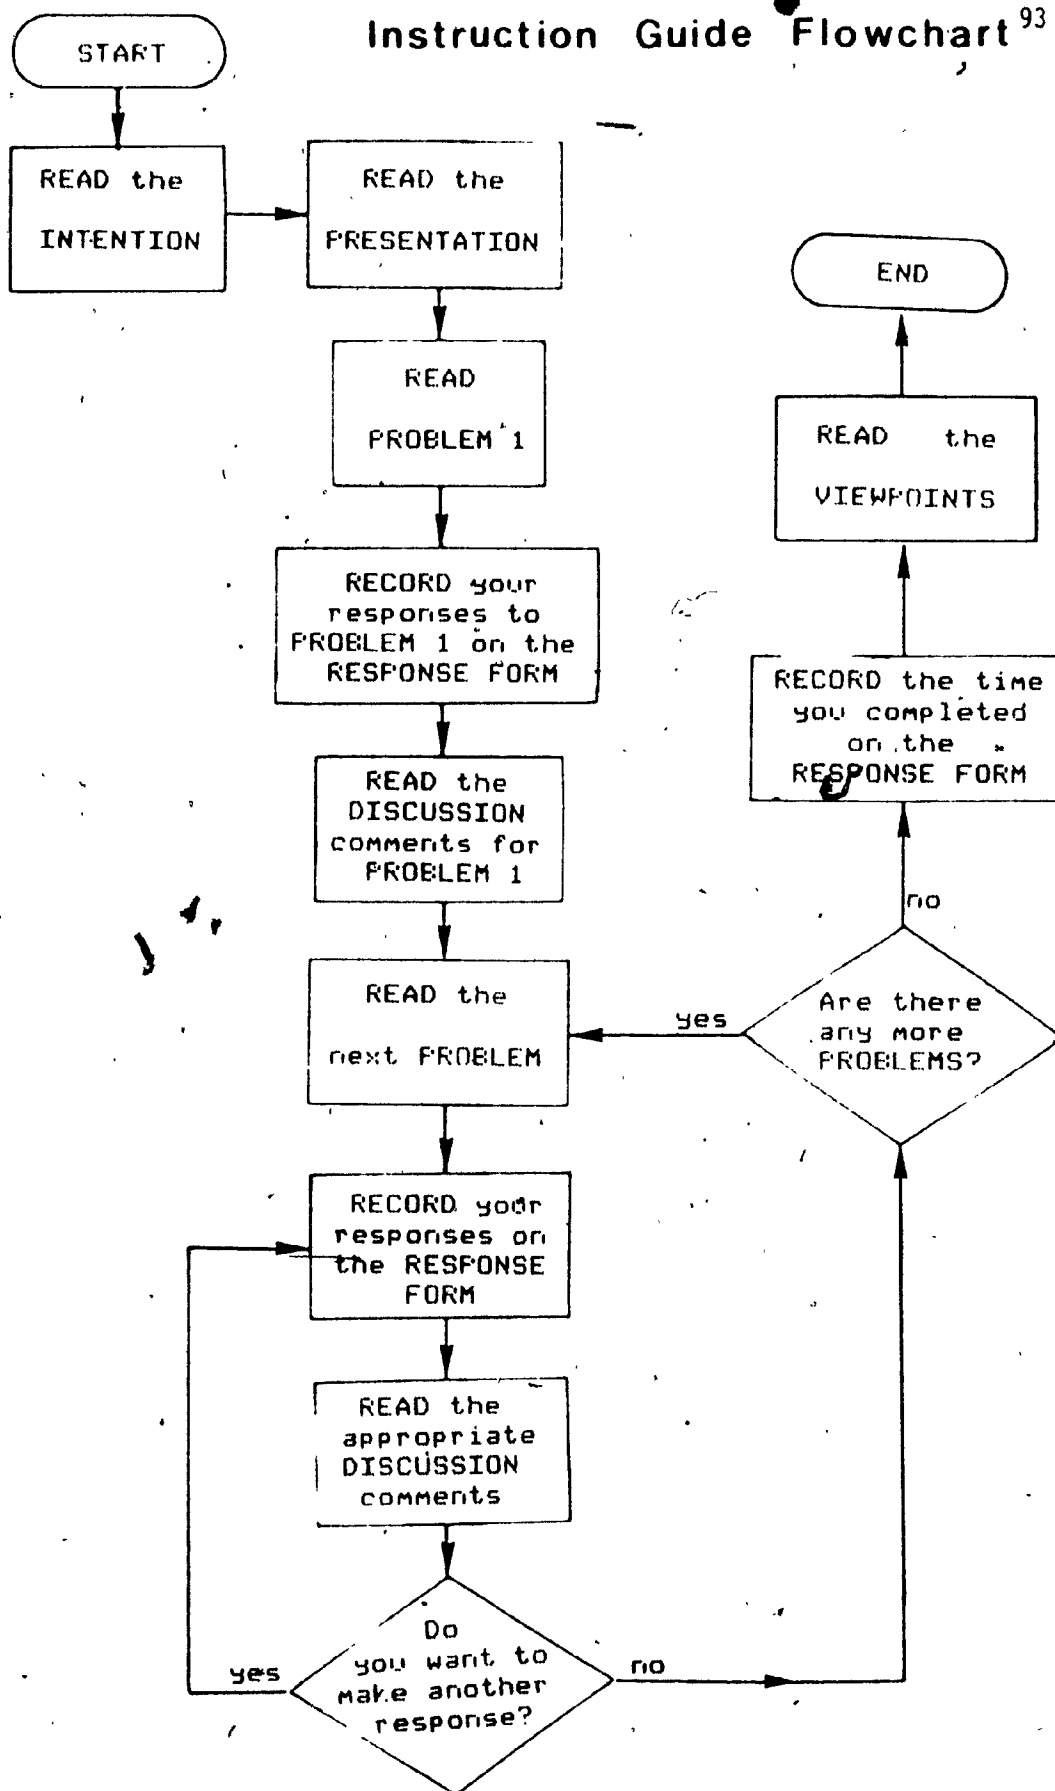 Instruction Guide Flowchart 93
START
READ the
INTENTION
READ the
PRESENTATION
READ
PROBLEM 1
RECORD your
responses to
PROBLEM 1 on the
RESPONSE FORM
READ the
DISCUSSION
comments for
PROBLEM 1
READ the
next PROBLEM
RECORD your
responses on
the RESPONSE
FORM
READ the
appropriate
DISCUSSION
comments
Do
you want to
make another
response?
yes
no
Are there
any more
PROBLEMS?
yes
no
RECORD the time
you completed
on the
RESPONSE FORM
READ the
VIEWPOINTS
END